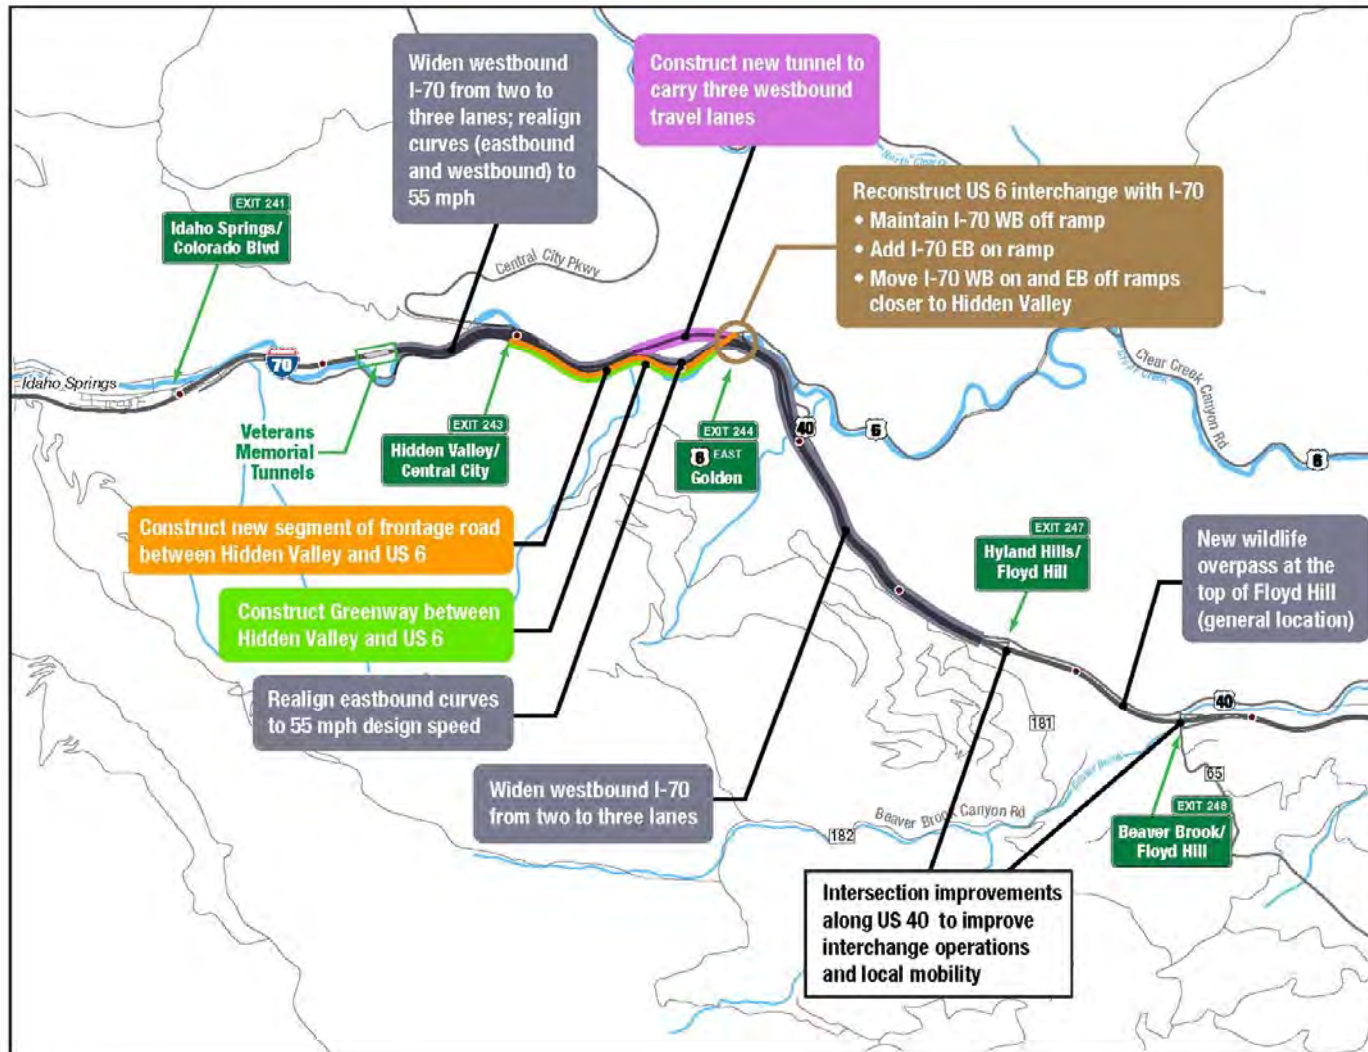 Widen westbound
I-70 from two to
three lanes; realign
curves (eastbound
and westbound) to
55 mph
Construct new tunnel to
carry three westbound
travel lanes
North Clear
Reconstruct US 6 interchange with I-70
• Maintain I-70 WB off ramp
• Add I-70 EB on ramp
• Move I-70 WB on and EB off ramps
closer to Hidden Valley
EXIT 241
Idaho Springs/
Colorado Blvd
Central City Pkwy
70
Idaho Springs
Veterans
Memorial
Tunnels
EXIT 243
Hidden Valley/
Central City
EXIT 244
6 EAST
Golden
40
6
Clear Creek
Canyon Rd
6
Construct new segment of frontage road
between Hidden Valley and US 6
Construct Greenway between
Hidden Valley and US 6
Realign eastbound curves
to 55 mph design speed
Widen westbound I-70
from two to three lanes
EXIT 247
Hyland Hills/
Floyd Hill
New wildlife
overpass at the
top of Floyd Hill
(general location)
40
181
65
182
Beaver Brook Canyon Rd
EXIT 248
Beaver Brook/
Floyd Hill
Intersection improvements
along US 40 to improve
interchange operations
and local mobility